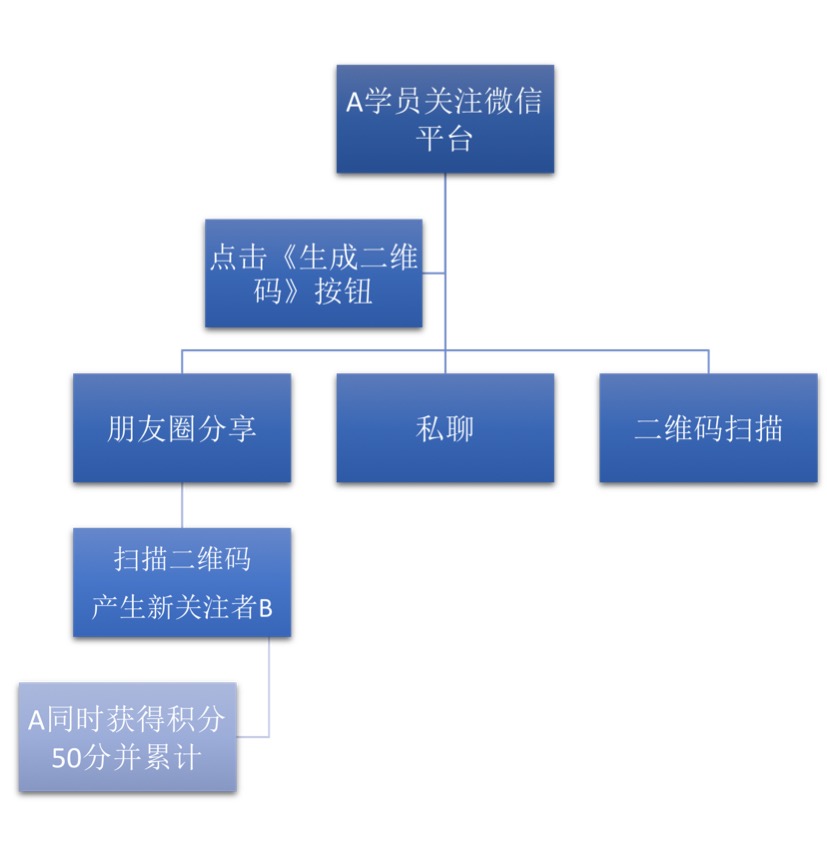 A学员关注微信
平台
点击《生成二维
码》按钮
朋友圈分享
私聊
二维码扫描
扫描二维码
产生新关注者B
A同时获得积分
50分并累计